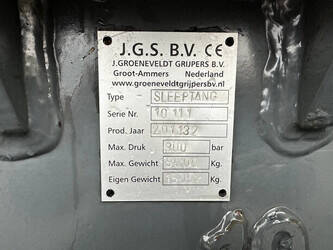 J.G.S. B.V. CE
J.GROENEVELDT GRIJPERS B.V.
Groot-Ammers Nederland
www.groeneveldtgrijpersbv.nl
Type SLEEPTANG
Serie Nr. 10 111
Prod. Jaar
Max. Druk 300 bar
Max. Gewicht Kg.
Eigen Gewicht Kg.